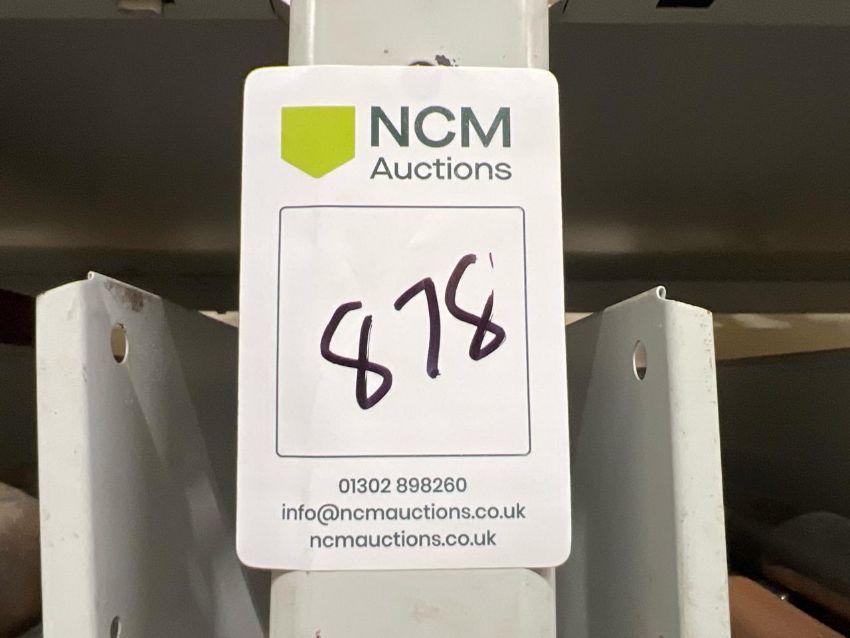 NCM
Auctions
878
01302 898260
info@ncmauctions.co.uk
ncmauctions.co.uk